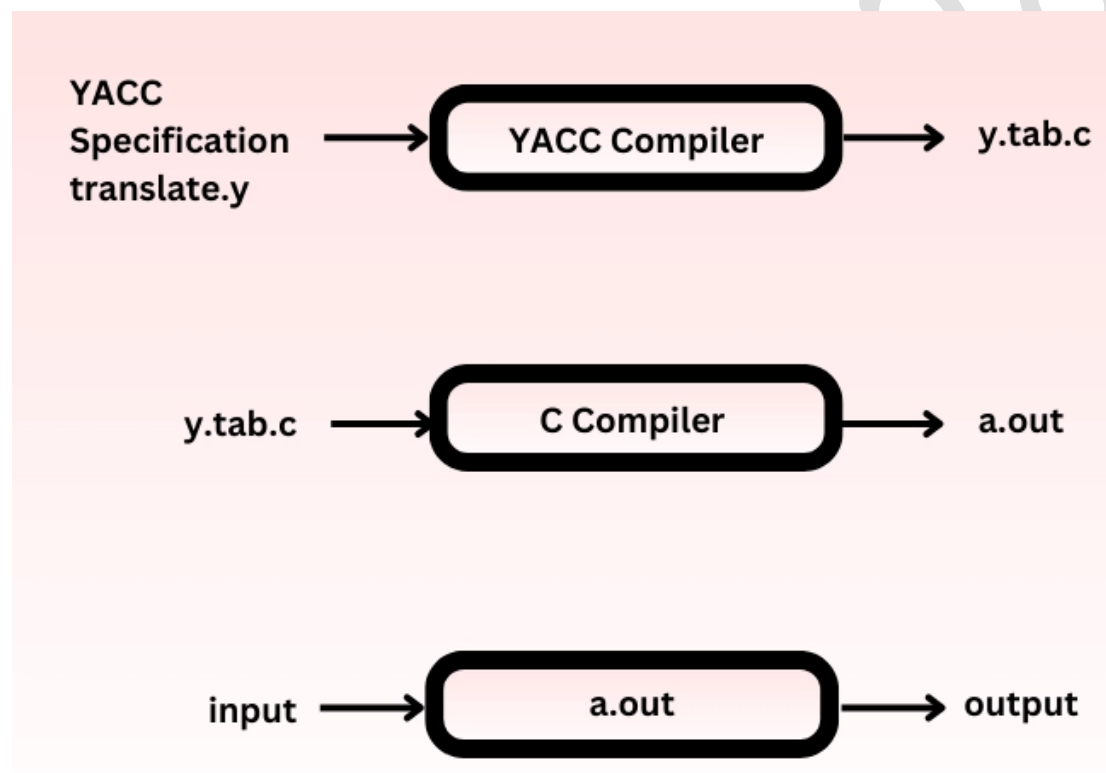 YACC
Specification
translate.y
YACC Compiler
y.tab.c
y.tab.c
C Compiler
a.out
input
a.out
output